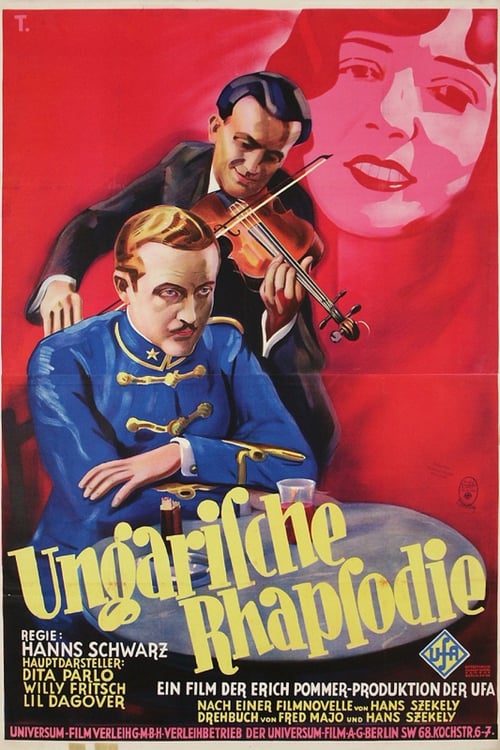 T.
Ungariſche
Rhapſodie
REGIE:
HANNS SCHWARZ
HAUPTDARSTELLER:
DITA PARLO
WILLY FRITSCH
LIL DAGOVER
UFA
EIN FILM DER ERICH POMMER-PRODUKTION DER UFA
NACH EINER FILMNOVELLE VON HANS SZEKELY
DREHBUCH VON FRED MAJO UND HANS SZEKELY
UNIVERSUM-FILM VERLEIH G·M·B·H·VERLEIHBETRIEB DER UNIVERSUM-FILM-A·G·BERLIN SW 68. KOCHSTR. 6-7.